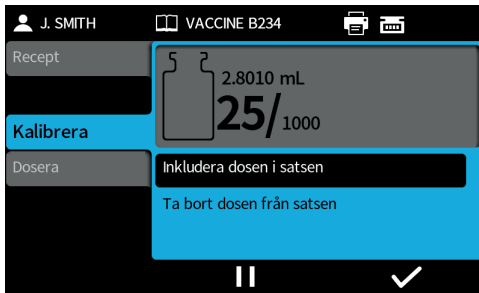 J. SMITH
VACCINE B234
Recept
2.8010 mL
25/1000
Kalibrera
Dosera
Inkludera dosen i satsen
Ta bort dosen från satsen